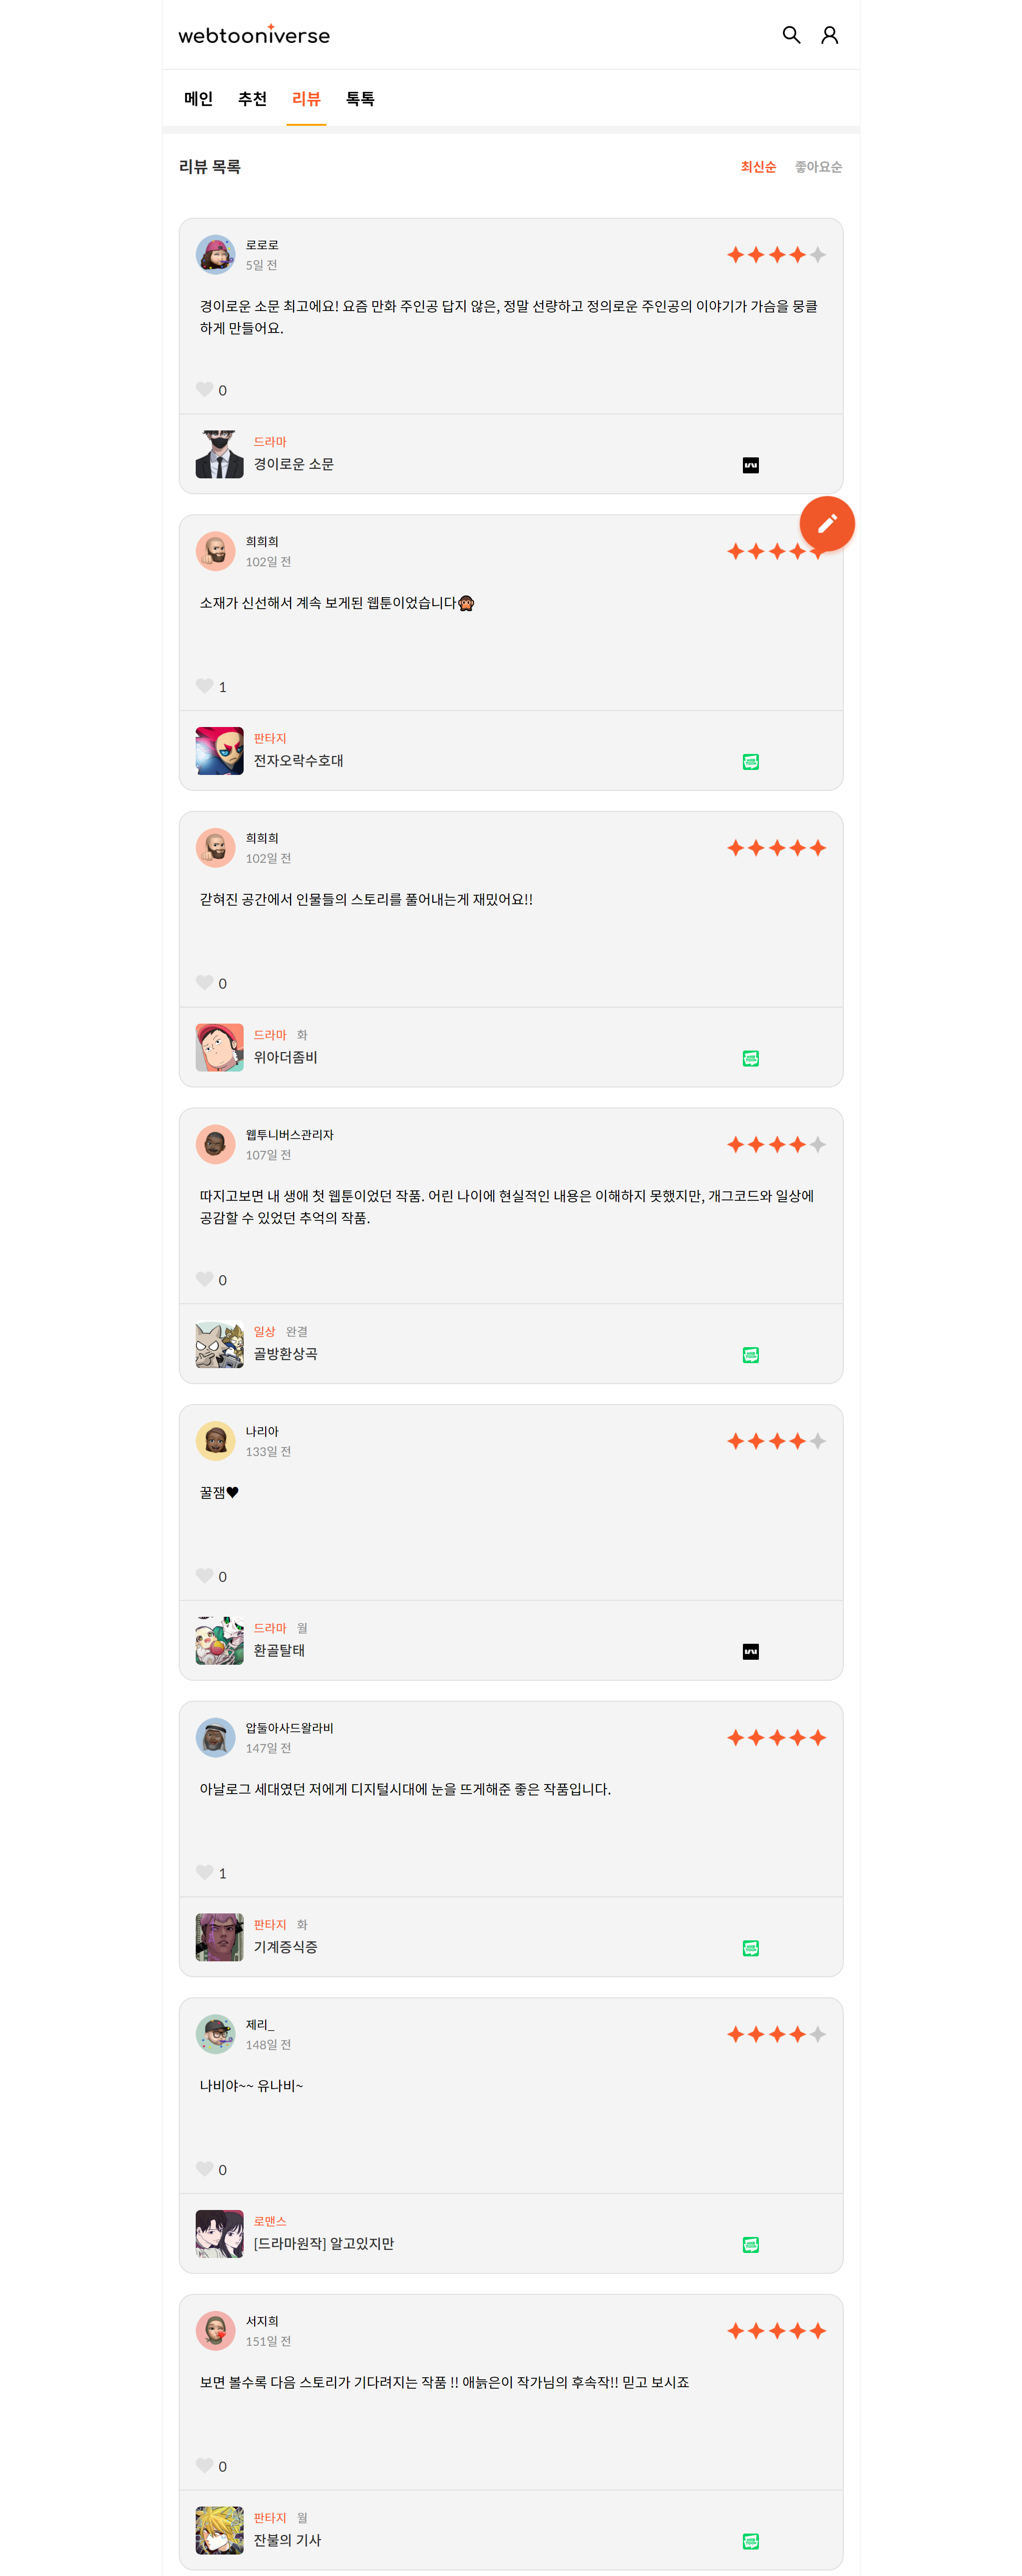 webtooniverse
메인 추천 리뷰 톡톡
리뷰 목록 최신순 좋아요순
로로로
5일 전
경이로운 소문 최고에요! 요즘 만화 주인공 답지 않은, 정말 선량하고 정의로운 주인공의 이야기가 가슴을 뭉클
하게 만들어요.
0
드라마
경이로운 소문
희희희
102일 전
소재가 신선해서 계속 보게된 웹툰이었습니다🙊
1
판타지
전자오락수호대
희희희
102일 전
갇혀진 공간에서 인물들의 스토리를 풀어내는게 재밌어요!!
0
드라마 화
위아더좀비
웹투니버스관리자
107일 전
따지고보면 내 생애 첫 웹툰이었던 작품. 어린 나이에 현실적인 내용은 이해하지 못했지만, 개그코드와 일상에
공감할 수 있었던 추억의 작품.
0
일상 완결
골방환상곡
나리아
133일 전
꿀잼♥
0
드라마 월
환골탈태
압둘아사드왈라비
147일 전
아날로그 세대였던 저에게 디지털시대에 눈을 뜨게해준 좋은 작품입니다.
1
판타지 화
기계증식증
제리_
148일 전
나비야~~ 유나비~
0
로맨스
[드라마원작] 알고있지만
서지희
151일 전
보면 볼수록 다음 스토리가 기다려지는 작품 !! 애늙은이 작가님의 후속작!! 믿고 보시죠
0
판타지 월
잔불의 기사